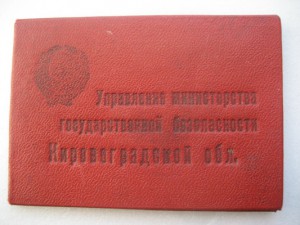 Управление министерства
государственной безопасности
Кировоградской обл.